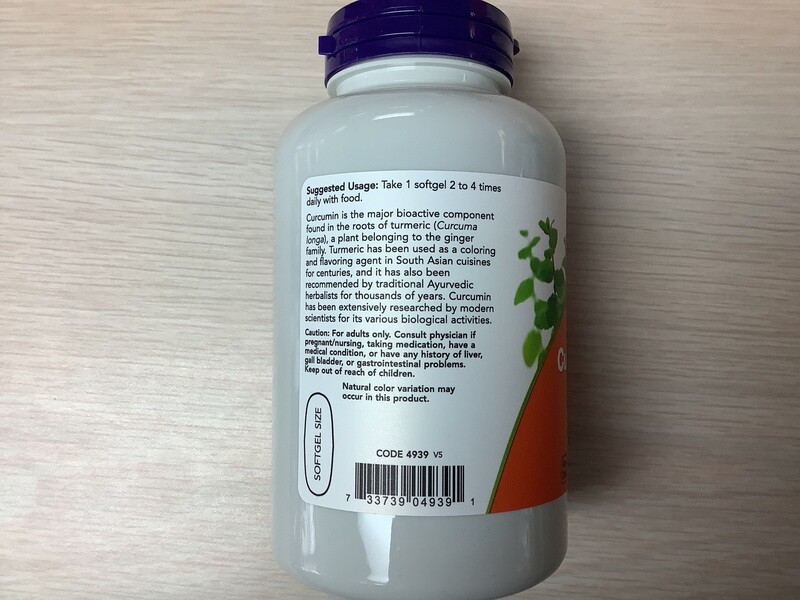 Suggested Usage: Take 1 softgel 2 to 4 times
daily with food.
Curcumin is the major bioactive component
found in the roots of turmeric (Curcuma
longa), a plant belonging to the ginger
family. Turmeric has been used as a coloring
and flavoring agent in South Asian cuisines
for centuries, and it has also been
recommended by traditional Ayurvedic
herbalists for thousands of years. Curcumin
has been extensively researched by modern
scientists for its various biological activities.
Caution: For adults only. Consult physician if
pregnant/nursing, taking medication, have a
medical condition, or have any history of liver,
gall bladder, or gastrointestinal problems.
Keep out of reach of children.
Natural color variation may
occur in this product.
SOFTGEL SIZE
CODE 4939 V5
7 33739 04939 1